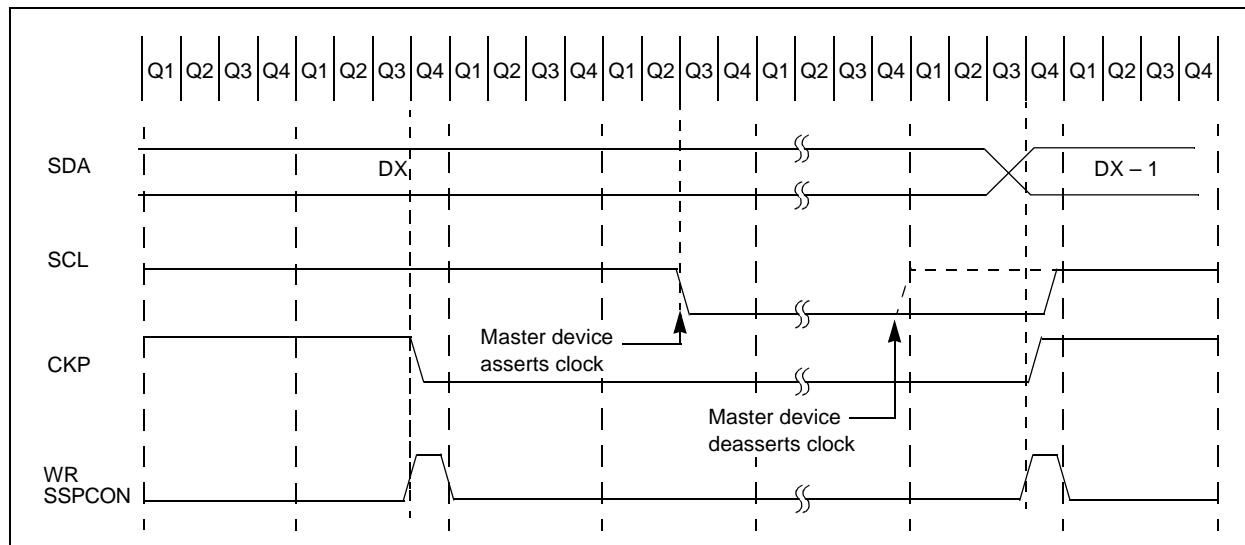 Q1 Q2 Q3 Q4 Q1 Q2 Q3 Q4 Q1 Q2 Q3 Q4 Q1 Q2 Q3 Q4 Q1 Q2 Q3 Q4 Q1 Q2 Q3 Q4 Q1 Q2 Q3 Q4
SDA
DX
DX – 1
SCL
Master device
asserts clock
CKP
Master device
deasserts clock
WR
SSPCON